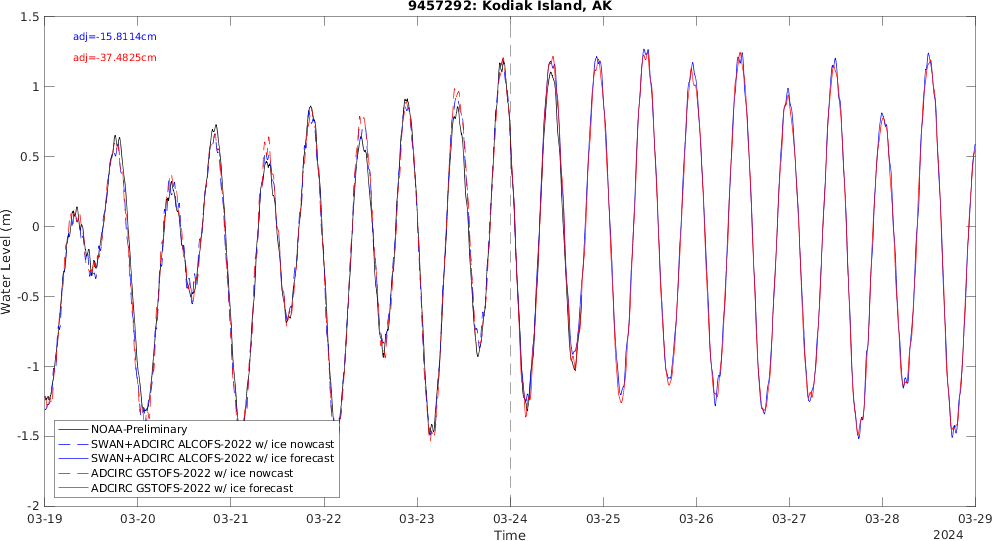 9457292: Kodiak Island, AK
adj=-15.8114cm
adj=-37.4825cm
1.5
1
0.5
0
-0.5
-1
-1.5
-2
Water Level (m)
NOAA-Preliminary
SWAN+ADCIRC ALCOFS-2022 w/ ice nowcast
SWAN+ADCIRC ALCOFS-2022 w/ ice forecast
ADCIRC GSTOFS-2022 w/ ice nowcast
ADCIRC GSTOFS-2022 w/ ice forecast
03-19 03-20 03-21 03-22 03-23 03-24 03-25 03-26 03-27 03-28 03-29
Time
2024